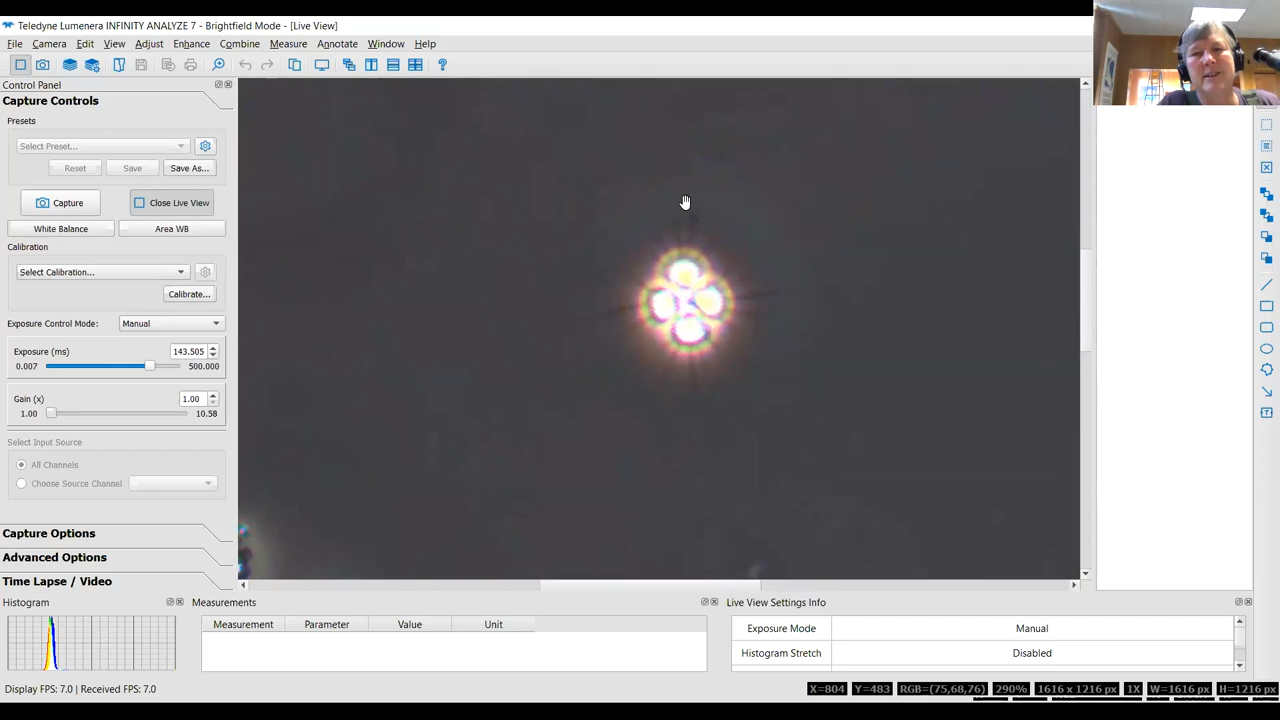 Teledyne Lumenera INFINITY ANALYZE 7 - Brightfield Mode - [Live View]
File Camera Edit View Adjust Enhance Combine Measure Annotate Window Help
Control Panel
Capture Controls
Presets
Select Preset...
Reset Save Save As...
Capture Close Live View
White Balance Area WB
Calibration
Select Calibration...
Calibrate...
Exposure Control Mode: Manual
Exposure (ms) 143.505
0.007 500.000
Gain (x) 1.00
1.00 10.58
Select Input Source
All Channels
Choose Source Channel
Capture Options
Advanced Options
Time Lapse / Video
Histogram
Measurements
Measurement Parameter Value Unit
Live View Settings Info
Exposure Mode Manual
Histogram Stretch Disabled
Display FPS: 7.0 | Received FPS: 7.0
X=804 Y=483 RGB=(75,68,76) 290% 1616 x 1216 px 1X W=1616 px H=1216 px